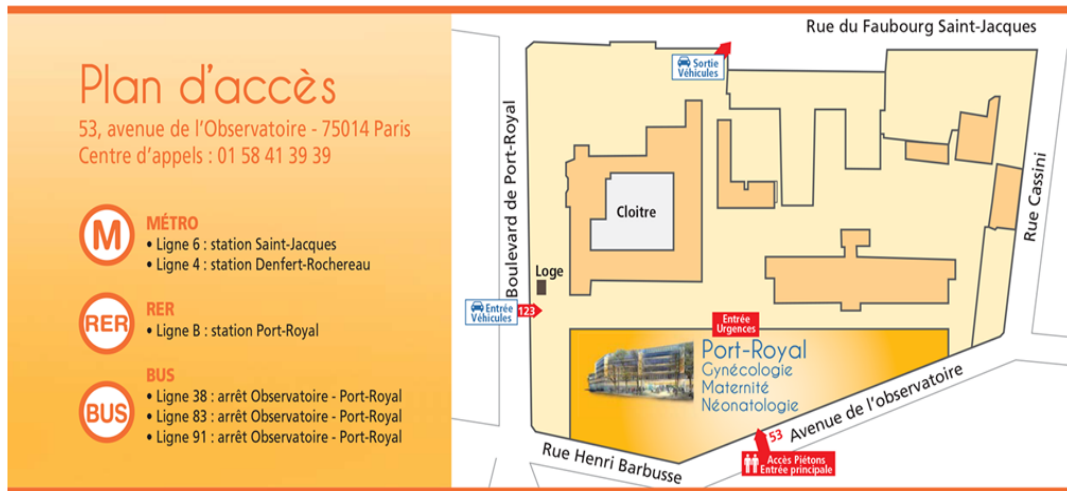 Plan d'accès
53, avenue de l'Observatoire - 75014 Paris
Centre d'appels : 01 58 41 39 39
M
MÉTRO
• Ligne 6 : station Saint-Jacques
• Ligne 4 : station Denfert-Rochereau
RER
RER
• Ligne B : station Port-Royal
BUS
BUS
• Ligne 38 : arrêt Observatoire - Port-Royal
• Ligne 83 : arrêt Observatoire - Port-Royal
• Ligne 91 : arrêt Observatoire - Port-Royal
Rue du Faubourg Saint-Jacques
Sortie
Véhicules
Boulevard de Port-Royal
Cloitre
Rue Cassini
Loge
Entrée
Véhicules
123
Entrée
Urgences
Port-Royal
Gynécologie
Maternité
Néonatologie
Avenue de l'observatoire
53
Rue Henri Barbusse
Accès Piétons
Entrée principale